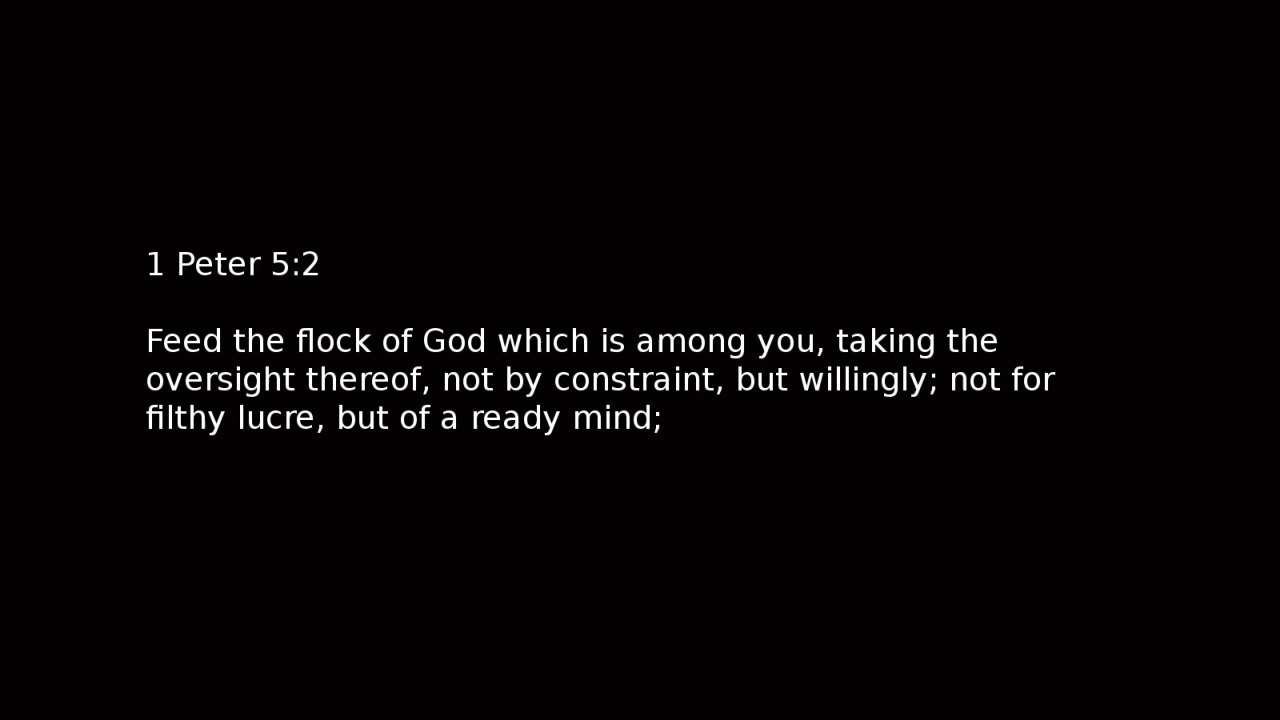 1 Peter 5:2
Feed the flock of God which is among you, taking the
oversight thereof, not by constraint, but willingly; not for
filthy lucre, but of a ready mind;